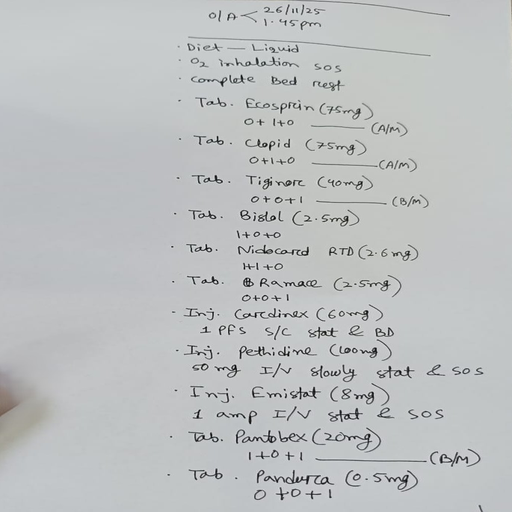 O/A < 26/11/25
1.45pm
· Diet — Liquid
· O2 inhalation SOS
· Complete Bed rest
· Tab. Ecosprin (75mg)
0+1+0 ——— (A/M)
· Tab. Clopid (75mg)
0+1+0 ——— (A/M)
· Tab. Tiginorc (40mg)
0+0+1 ——— (B/M)
· Tab. Bislol (2.5mg)
1+0+0
· Tab. Nidocard RTD (2.6mg)
1+1+0
· Tab. Ramace (2.5mg)
0+0+1
· Inj. Cardinex (60mg)
1 PFS S/C stat & BD
· Inj. Pethidine (100mg)
50 mg I/V slowly stat & SOS
· Inj. Emistat (8mg)
1 amp I/V stat & SOS
· Tab. Pantobex (20mg)
1+0+1 ——— (B/M)
· Tab. (0.5mg)
0+0+1